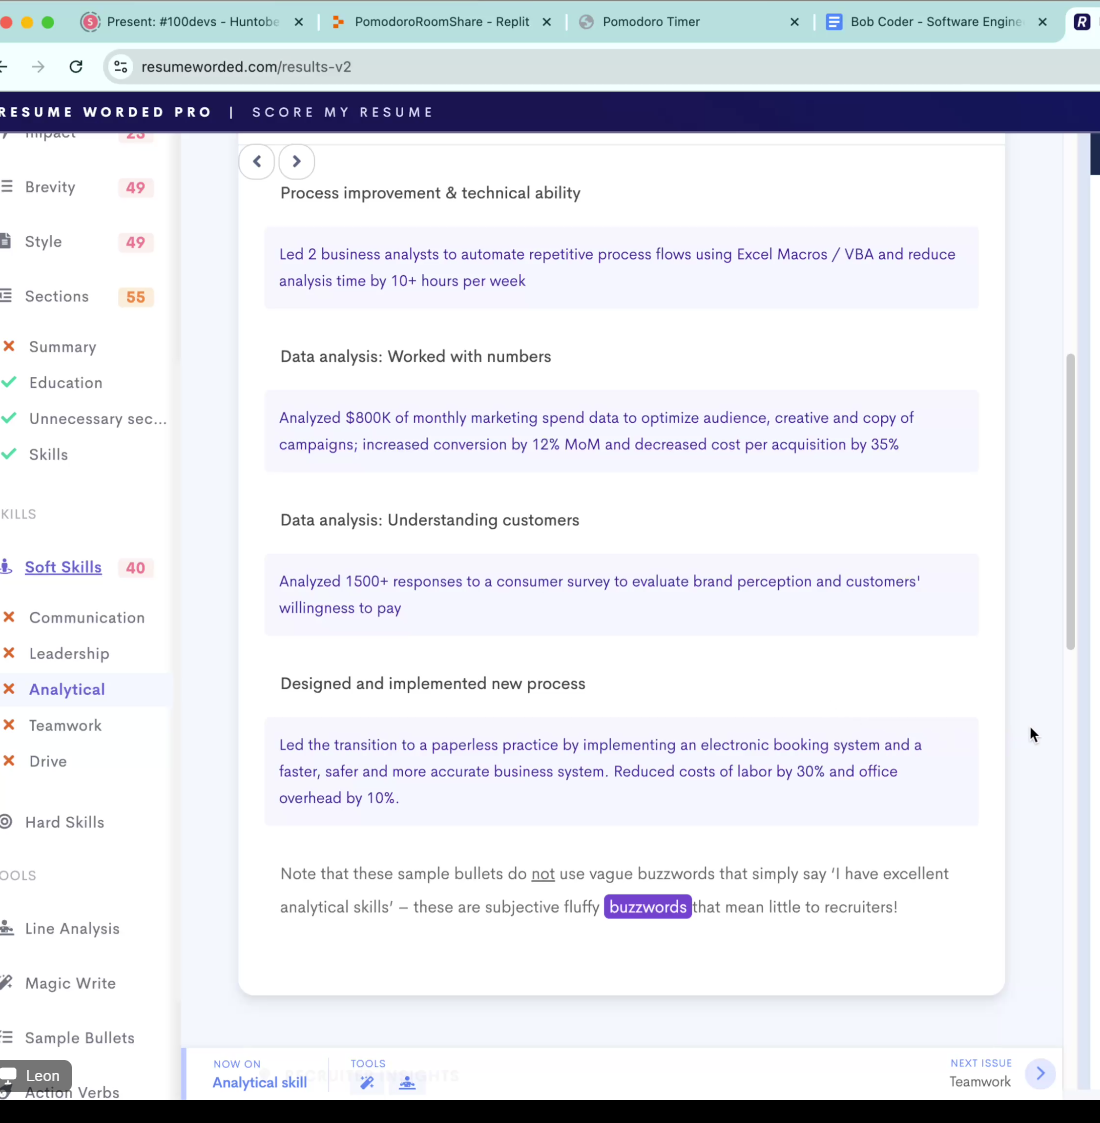 Present: #100devs - Huntobe
PomodoroRoomShare - Replit
Pomodoro Timer
Bob Coder - Software Engine
R
resumeworded.com/results-v2
RESUME WORDED PRO | SCORE MY RESUME
Impact 23
Brevity 49
Style 49
Sections 55
Summary
Education
Unnecessary sec...
Skills
KILLS
Soft Skills 40
Communication
Leadership
Analytical
Teamwork
Drive
Hard Skills
OOLS
Line Analysis
Magic Write
Sample Bullets
Action Verbs
Leon
Process improvement & technical ability
Led 2 business analysts to automate repetitive process flows using Excel Macros / VBA and reduce
analysis time by 10+ hours per week
Data analysis: Worked with numbers
Analyzed $800K of monthly marketing spend data to optimize audience, creative and copy of
campaigns; increased conversion by 12% MoM and decreased cost per acquisition by 35%
Data analysis: Understanding customers
Analyzed 1500+ responses to a consumer survey to evaluate brand perception and customers'
willingness to pay
Designed and implemented new process
Led the transition to a paperless practice by implementing an electronic booking system and a
faster, safer and more accurate business system. Reduced costs of labor by 30% and office
overhead by 10%.
Note that these sample bullets do not use vague buzzwords that simply say ‘I have excellent
analytical skills’ – these are subjective fluffy buzzwords that mean little to recruiters!
NOW ON
Analytical skill
TOOLS
NEXT ISSUE
Teamwork